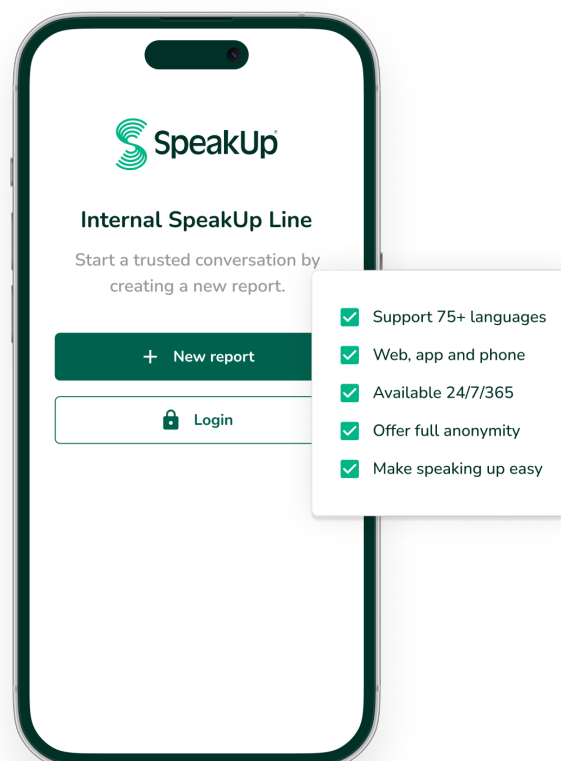 SpeakUp
Internal SpeakUp Line
Start a trusted conversation by
creating a new report.
+ New report
Login
Support 75+ languages
Web, app and phone
Available 24/7/365
Offer full anonymity
Make speaking up easy